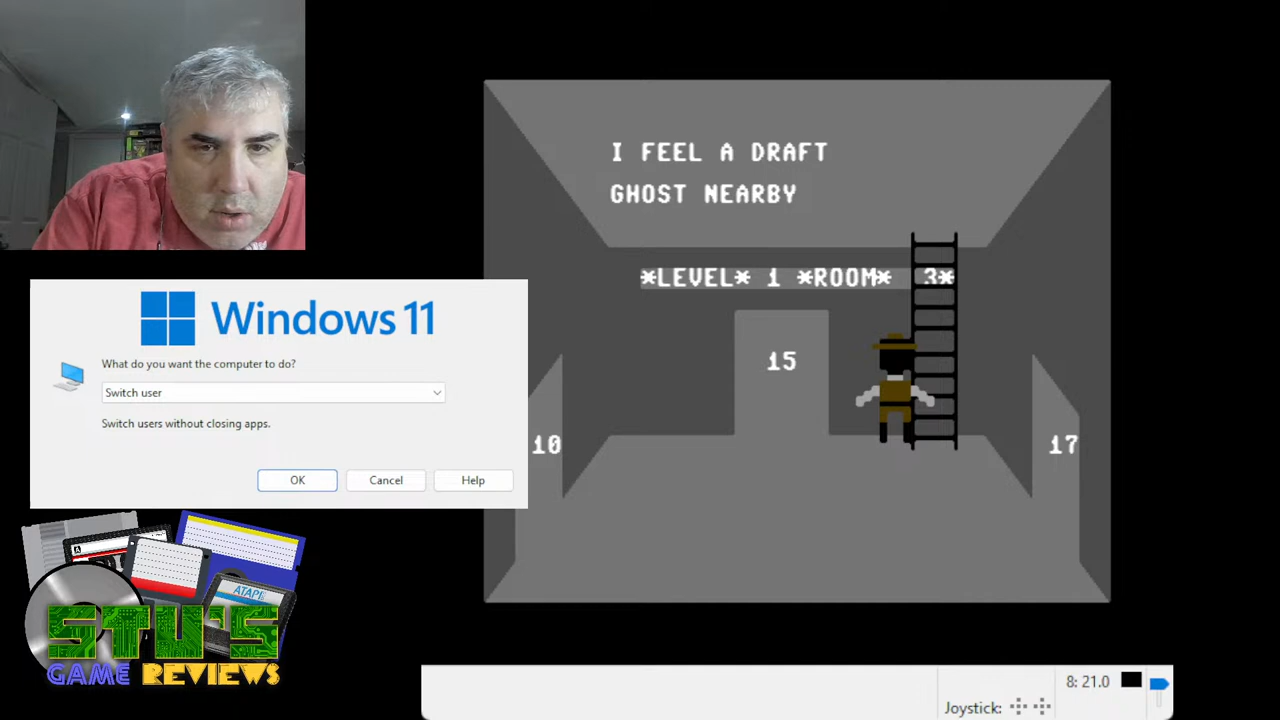 I FEEL A DRAFT
GHOST NEARBY
*LEVEL* 1 *ROOM* 3*
15
10
17
Windows 11
What do you want the computer to do?
Switch user
Switch users without closing apps.
OK
Cancel
Help
A
ATARI
STU'S
GAME REVIEWS
8: 21.0
Joystick: